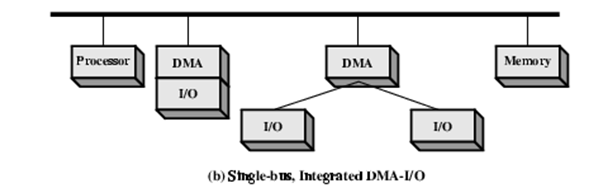 Processor
DMA
I/O
DMA
I/O
I/O
Memory
(b) Single-bus, Integrated DMA-I/O